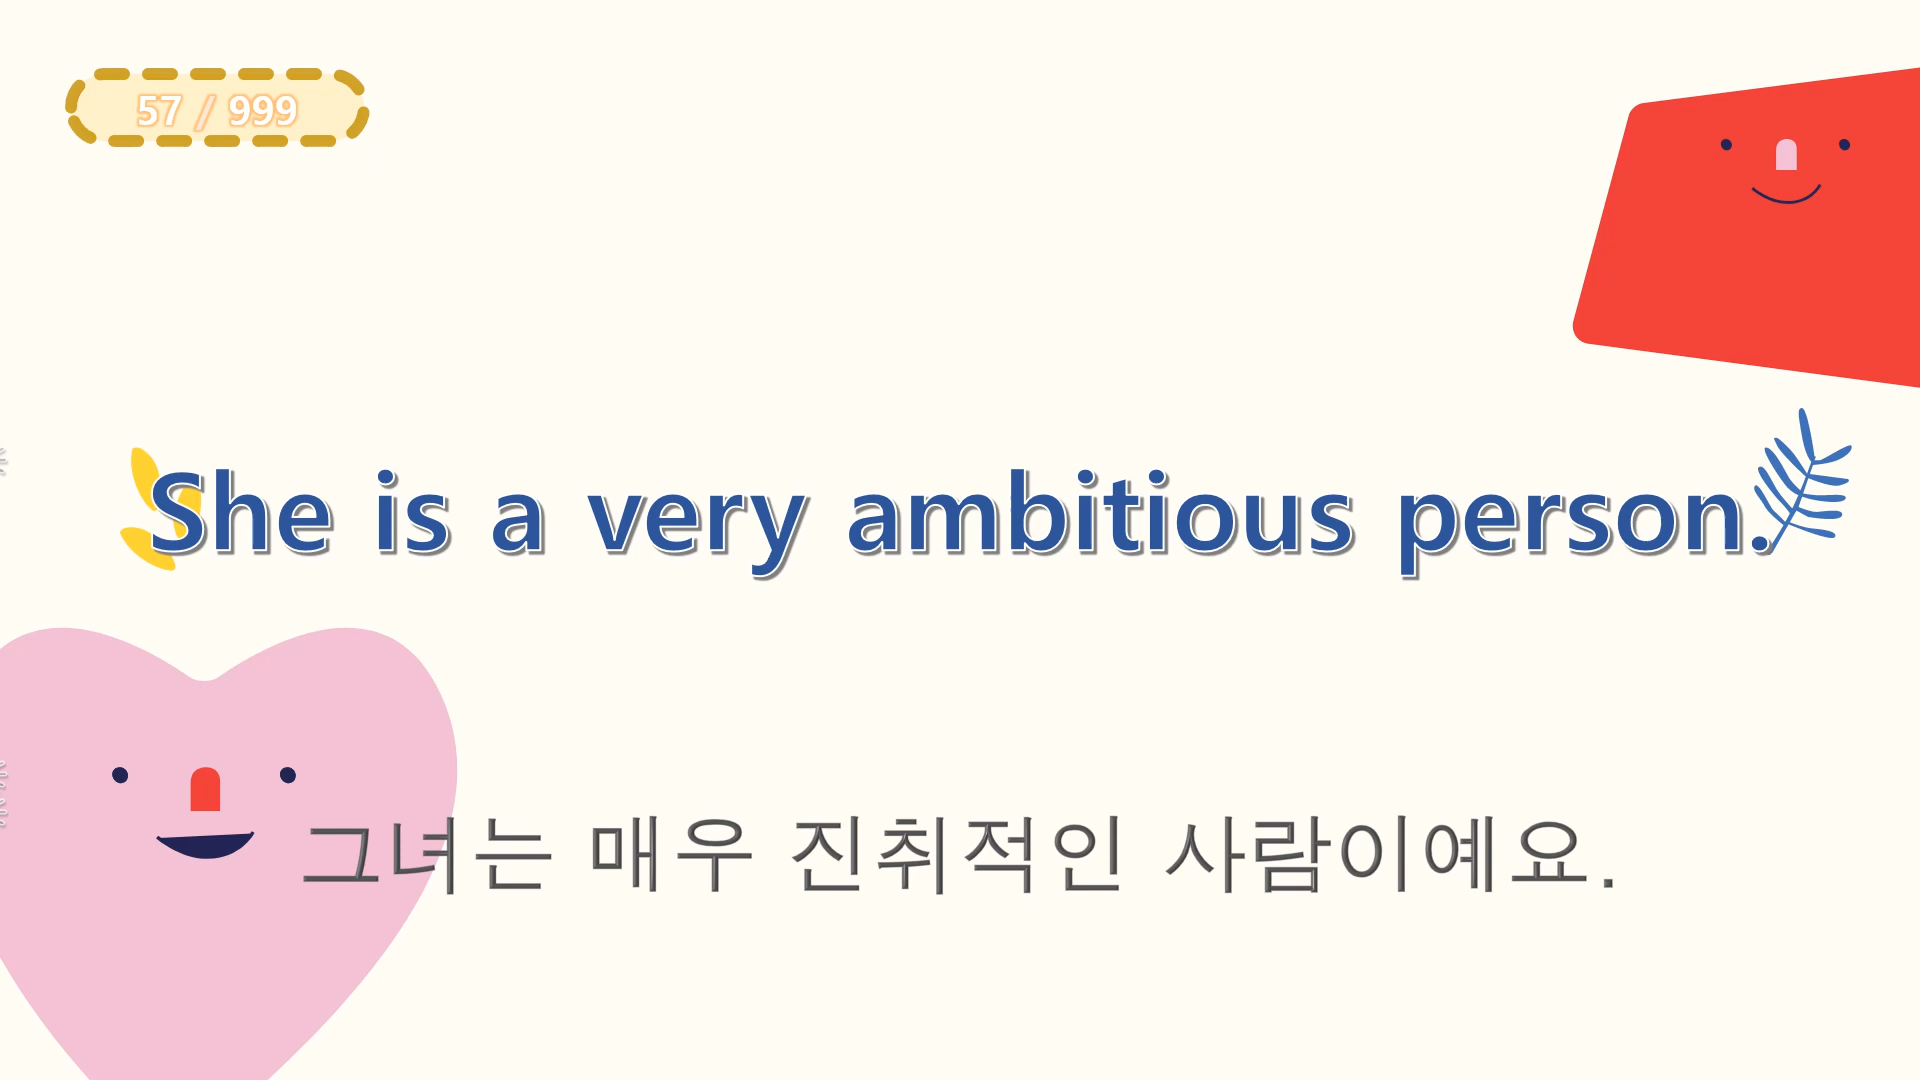 57 / 999
She is a very ambitious person.
그녀는 매우 진취적인 사람이예요.